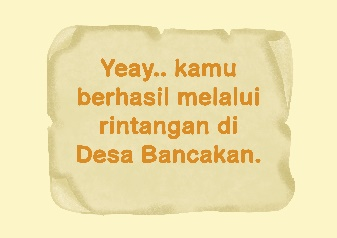 Yeay.. kamu
berhasil melalui
rintangan di
Desa Bancakan.